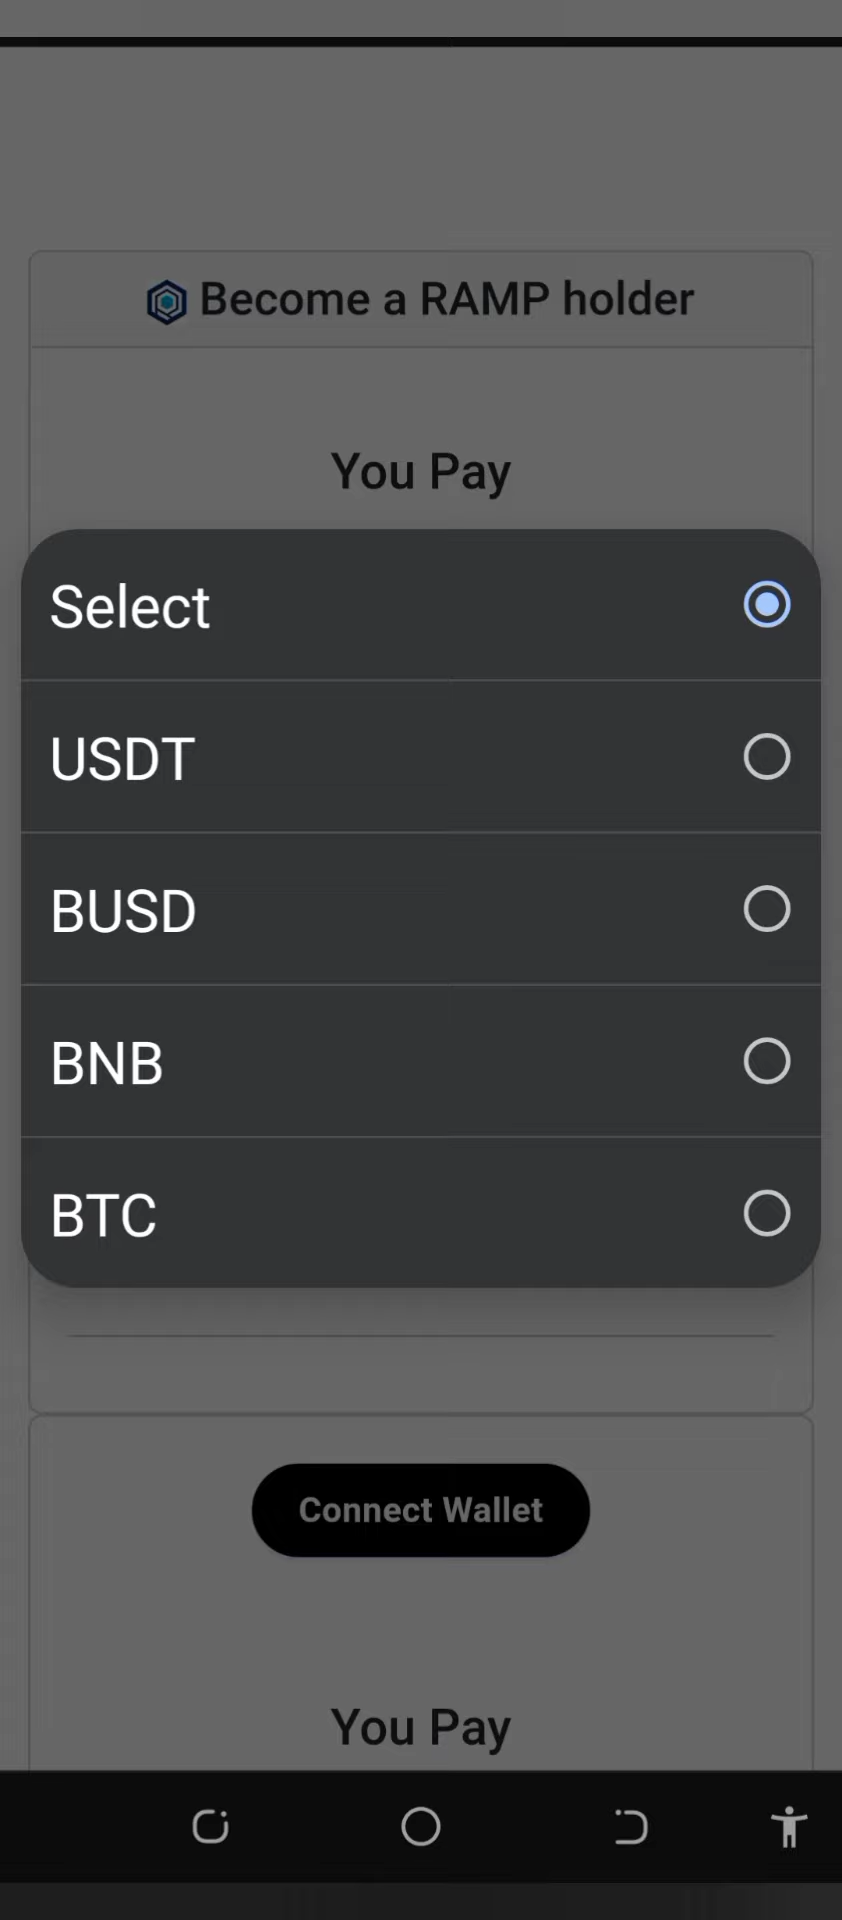 Become a RAMP holder
You Pay
Select
USDT
BUSD
BNB
BTC
Connect Wallet
You Pay